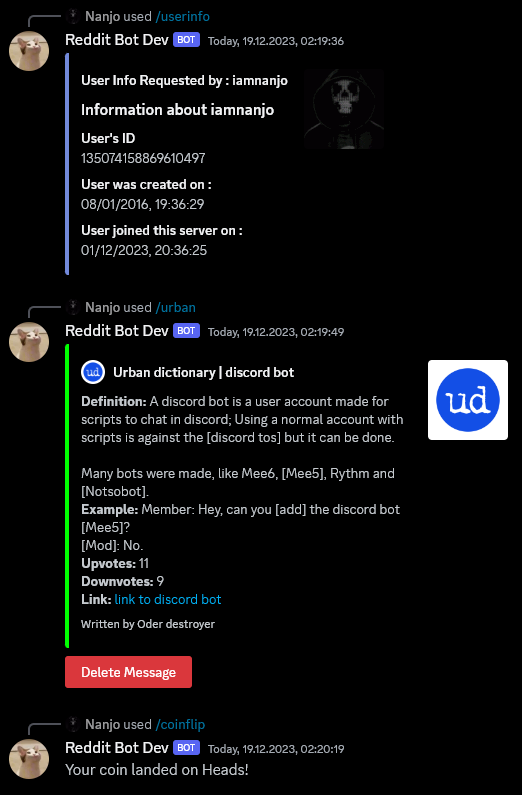 Nanjo used /userinfo
Reddit Bot Dev BOT Today, 19.12.2023, 02:19:36
User Info Requested by : iamnanjo
Information about iamnanjo
User's ID
135074158869610497
User was created on :
08/01/2016, 19:36:29
User joined this server on :
01/12/2023, 20:36:25
Nanjo used /urban
Reddit Bot Dev BOT Today, 19.12.2023, 02:19:49
ud Urban dictionary | discord bot
ud
Definition: A discord bot is a user account made for
scripts to chat in discord; Using a normal account with
scripts is against the [discord tos] but it can be done.
Many bots were made, like Mee6, [Mee5], Rythm and
[Notsobot].
Example: Member: Hey, can you [add] the discord bot
[Mee5]?
[Mod]: No.
Upvotes: 11
Downvotes: 9
Link: link to discord bot
Written by Oder destroyer
Delete Message
Nanjo used /coinflip
Reddit Bot Dev BOT Today, 19.12.2023, 02:20:19
Your coin landed on Heads!